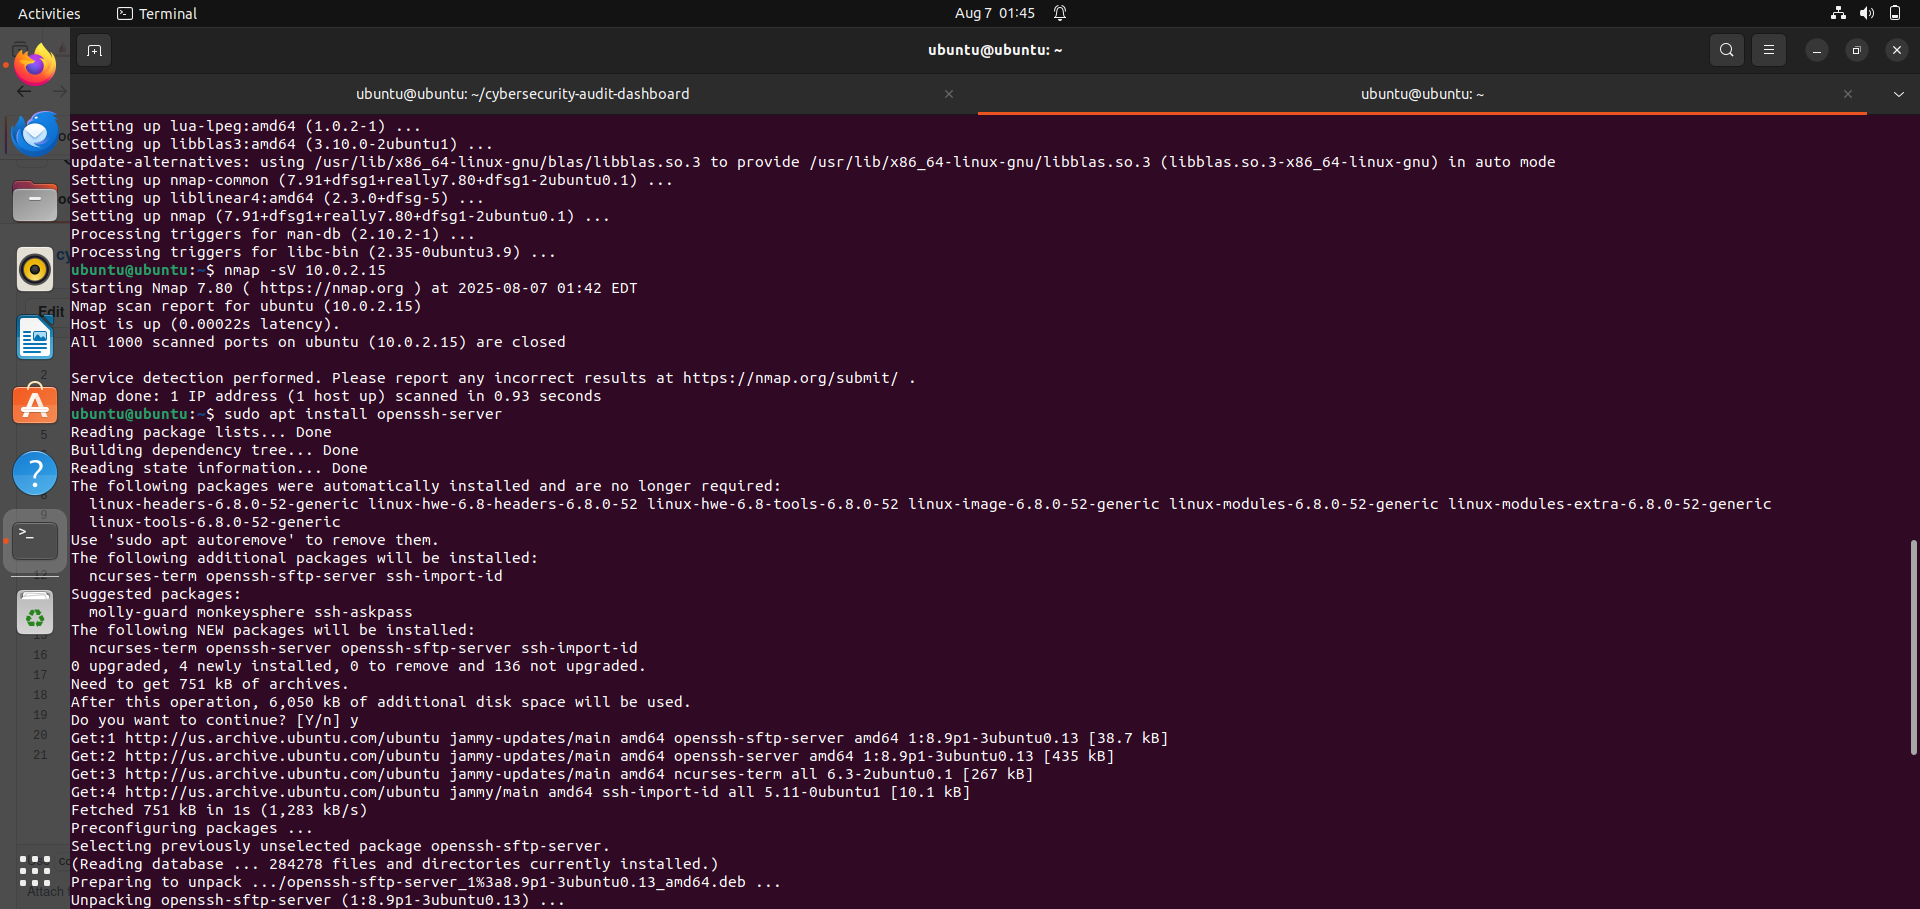 Activities
Terminal
Aug 7 01:45
ubuntu@ubuntu: ~
ubuntu@ubuntu: ~/cybersecurity-audit-dashboard
ubuntu@ubuntu: ~
Setting up lua-lpeg:amd64 (1.0.2-1) ...
Setting up libblas3:amd64 (3.10.0-2ubuntu1) ...
update-alternatives: using /usr/lib/x86_64-linux-gnu/blas/libblas.so.3 to provide /usr/lib/x86_64-linux-gnu/libblas.so.3 (libblas.so.3-x86_64-linux-gnu) in auto mode
Setting up nmap-common (7.91+dfsg1+really7.80+dfsg1-2ubuntu0.1) ...
Setting up liblinear4:amd64 (2.3.0+dfsg-5) ...
Setting up nmap (7.91+dfsg1+really7.80+dfsg1-2ubuntu0.1) ...
Processing triggers for man-db (2.10.2-1) ...
Processing triggers for libc-bin (2.35-0ubuntu3.9) ...
ubuntu@ubuntu:~$ nmap -sV 10.0.2.15
Starting Nmap 7.80 ( https://nmap.org ) at 2025-08-07 01:42 EDT
Nmap scan report for ubuntu (10.0.2.15)
Host is up (0.00022s latency).
All 1000 scanned ports on ubuntu (10.0.2.15) are closed
Service detection performed. Please report any incorrect results at https://nmap.org/submit/ .
Nmap done: 1 IP address (1 host up) scanned in 0.93 seconds
ubuntu@ubuntu:~$ sudo apt install openssh-server
Reading package lists... Done
Building dependency tree... Done
Reading state information... Done
The following packages were automatically installed and are no longer required:
linux-headers-6.8.0-52-generic linux-hwe-6.8-headers-6.8.0-52 linux-hwe-6.8-tools-6.8.0-52 linux-image-6.8.0-52-generic linux-modules-6.8.0-52-generic linux-modules-extra-6.8.0-52-generic
linux-tools-6.8.0-52-generic
Use 'sudo apt autoremove' to remove them.
The following additional packages will be installed:
ncurses-term openssh-sftp-server ssh-import-id
Suggested packages:
molly-guard monkeysphere ssh-askpass
The following NEW packages will be installed:
ncurses-term openssh-server openssh-sftp-server ssh-import-id
0 upgraded, 4 newly installed, 0 to remove and 136 not upgraded.
Need to get 751 kB of archives.
After this operation, 6,050 kB of additional disk space will be used.
Do you want to continue? [Y/n] y
Get:1 http://us.archive.ubuntu.com/ubuntu jammy-updates/main amd64 openssh-sftp-server amd64 1:8.9p1-3ubuntu0.13 [38.7 kB]
Get:2 http://us.archive.ubuntu.com/ubuntu jammy-updates/main amd64 openssh-server amd64 1:8.9p1-3ubuntu0.13 [435 kB]
Get:3 http://us.archive.ubuntu.com/ubuntu jammy-updates/main amd64 ncurses-term all 6.3-2ubuntu0.1 [267 kB]
Get:4 http://us.archive.ubuntu.com/ubuntu jammy/main amd64 ssh-import-id all 5.11-0ubuntu1 [10.1 kB]
Fetched 751 kB in 1s (1,283 kB/s)
Preconfiguring packages ...
Selecting previously unselected package openssh-sftp-server.
(Reading database ... 284278 files and directories currently installed.)
Preparing to unpack .../openssh-sftp-server_1%3a8.9p1-3ubuntu0.13_amd64.deb ...
Unpacking openssh-sftp-server (1:8.9p1-3ubuntu0.13) ...
Edit
2
5
9
12
16
17
18
19
20
21
Attach